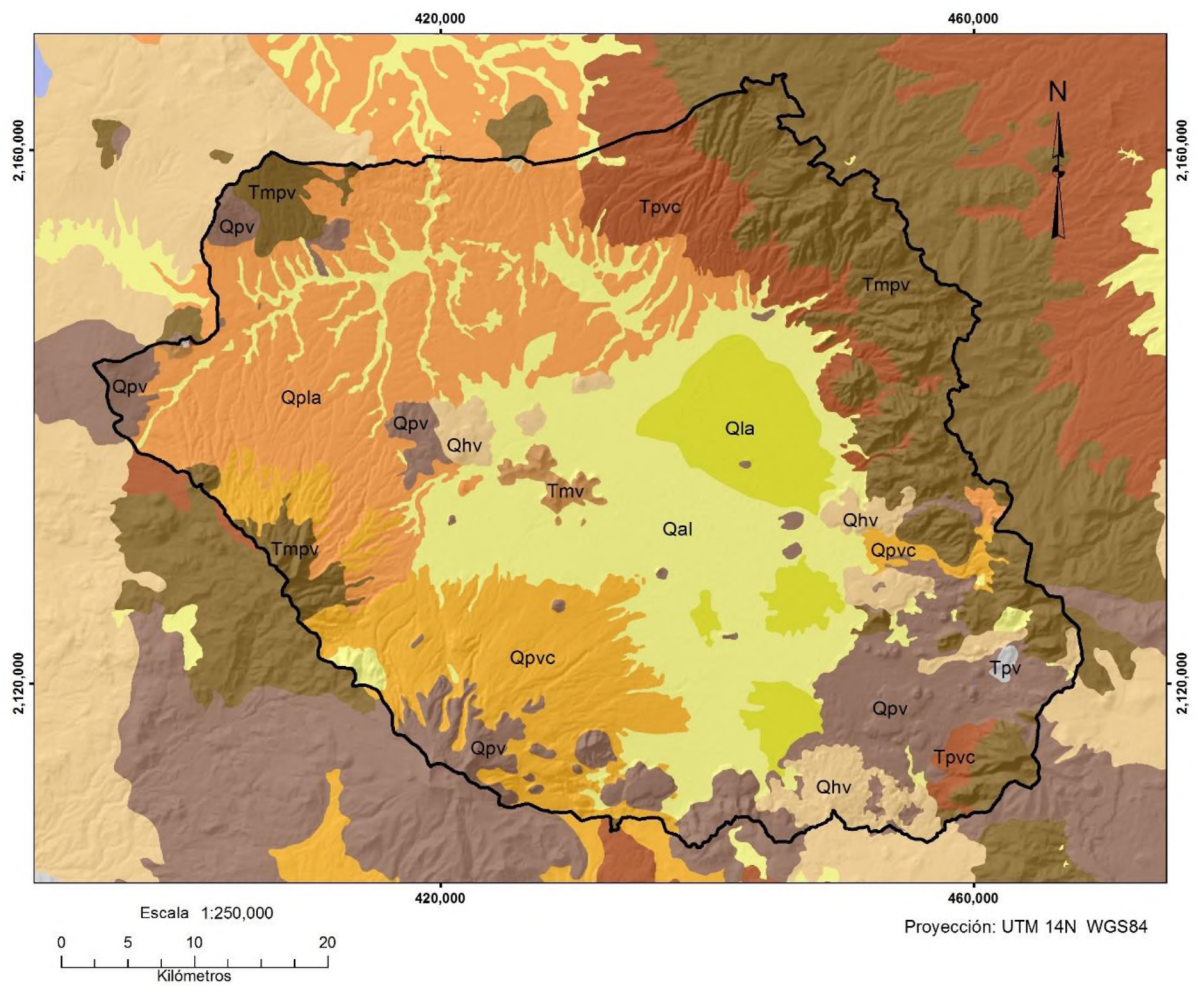 420,000 460,000
N
2,160,000 2,160,000
Tmpv
Qpv
Tpvc
Tmpv
Qpv
Qpla
Qpv
Qhv
Qla
Tmv
Qal
Qhv
Qpvc
Tmpv
Qpvc
Tpv
2,120,000 2,120,000
Qpv
Qpv
Tpvc
Qhv
420,000 460,000
Escala 1:250,000
Proyección: UTM 14N WGS84
0 5 10 20
Kilómetros